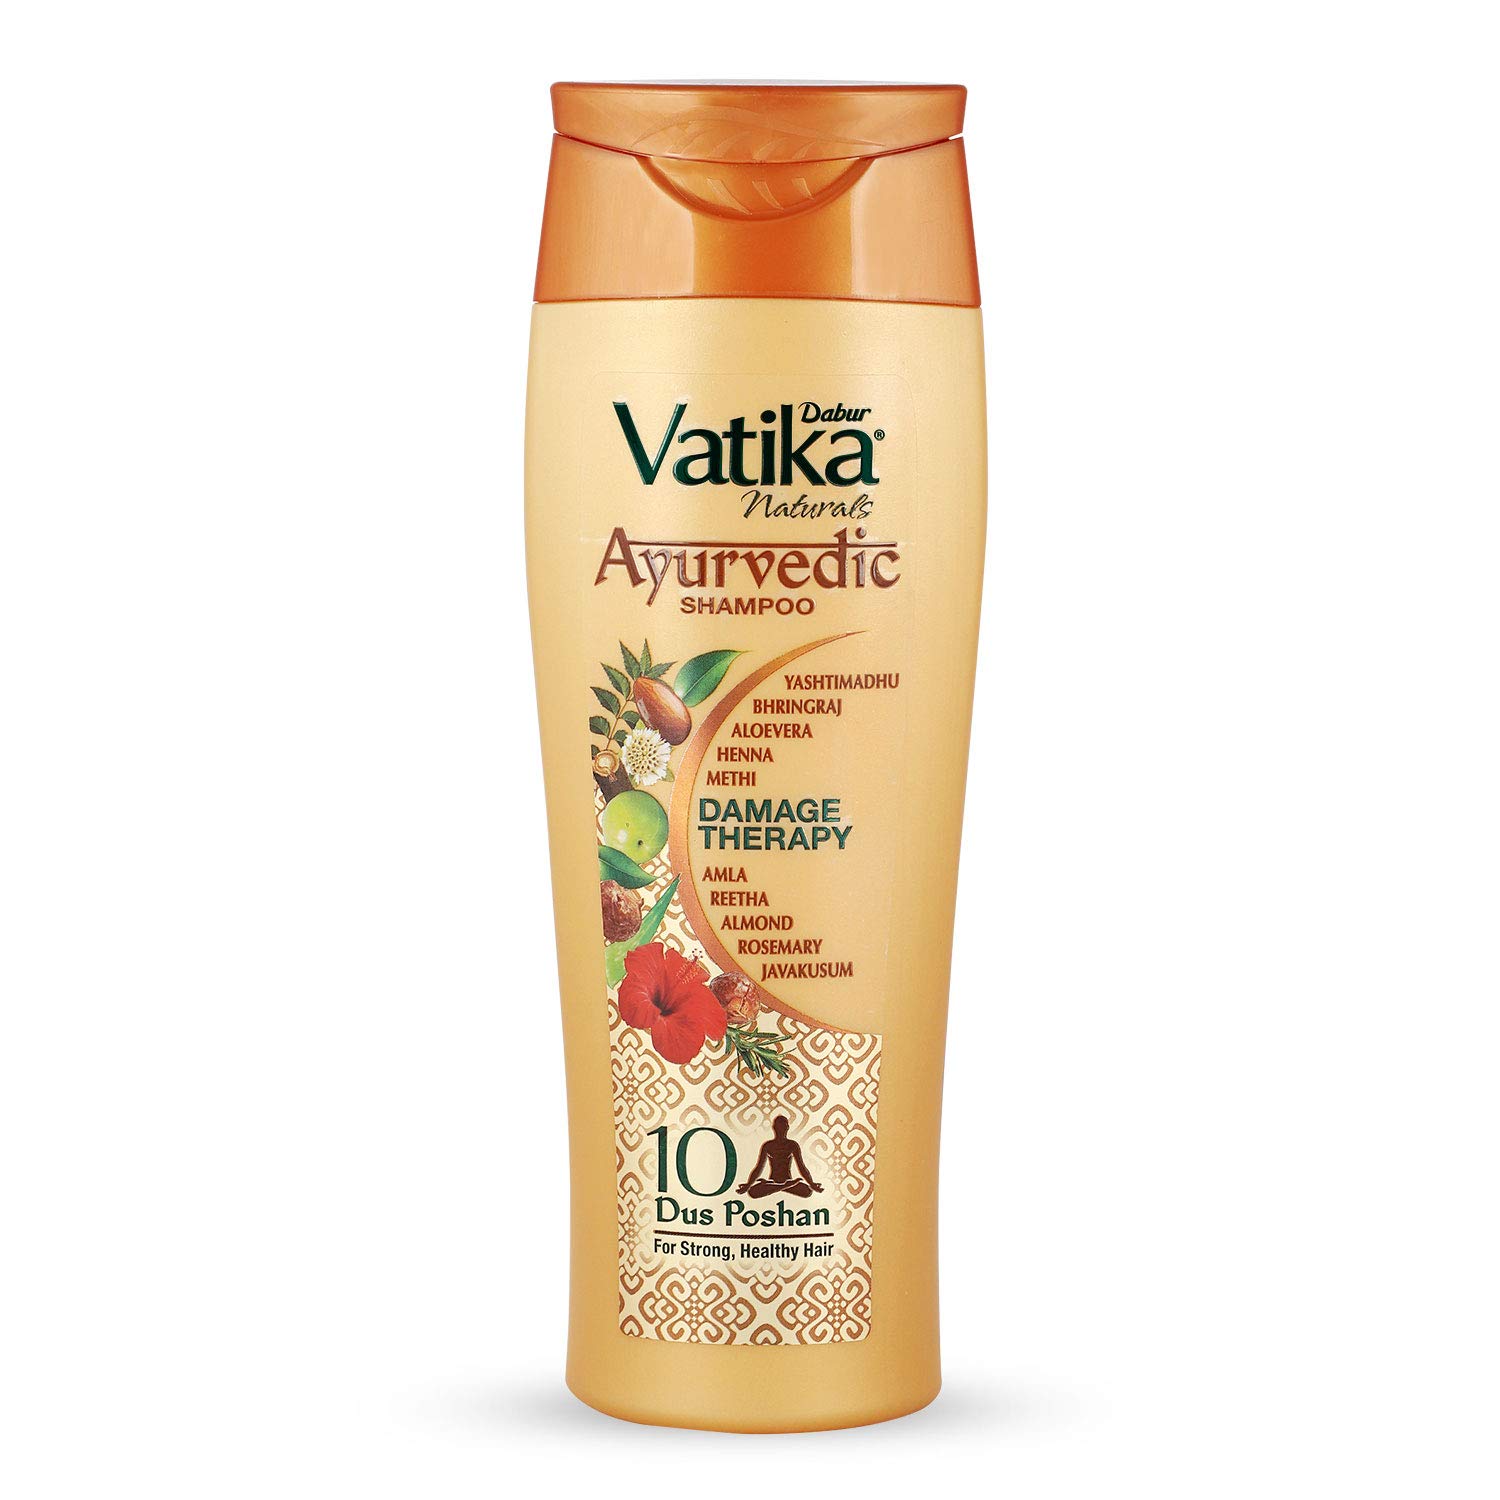 Dabur
Vatika®
Naturals
Ayurvedic
SHAMPOO
YASHTIMADHU
BHRINGRAJ
ALOEVERA
HENNA
METHI
DAMAGE
THERAPY
AMLA
REETHA
ALMOND
ROSEMARY
JAVAKUSUM
10
Dus Poshan
For Strong, Healthy Hair